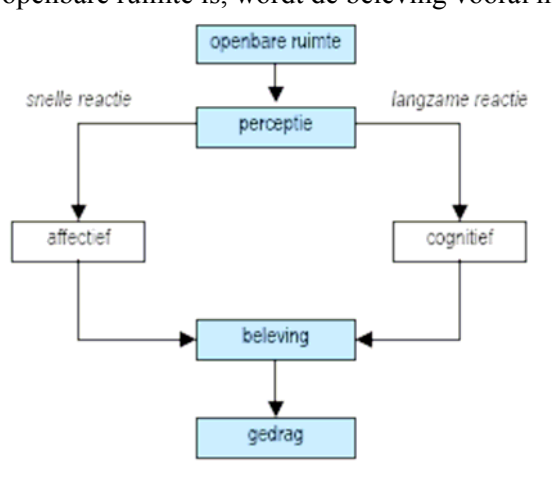 openbare ruimte is, wordt de beleving vooral
openbare ruimte
snelle reactie
langzame reactie
perceptie
affectief
cognitief
beleving
gedrag